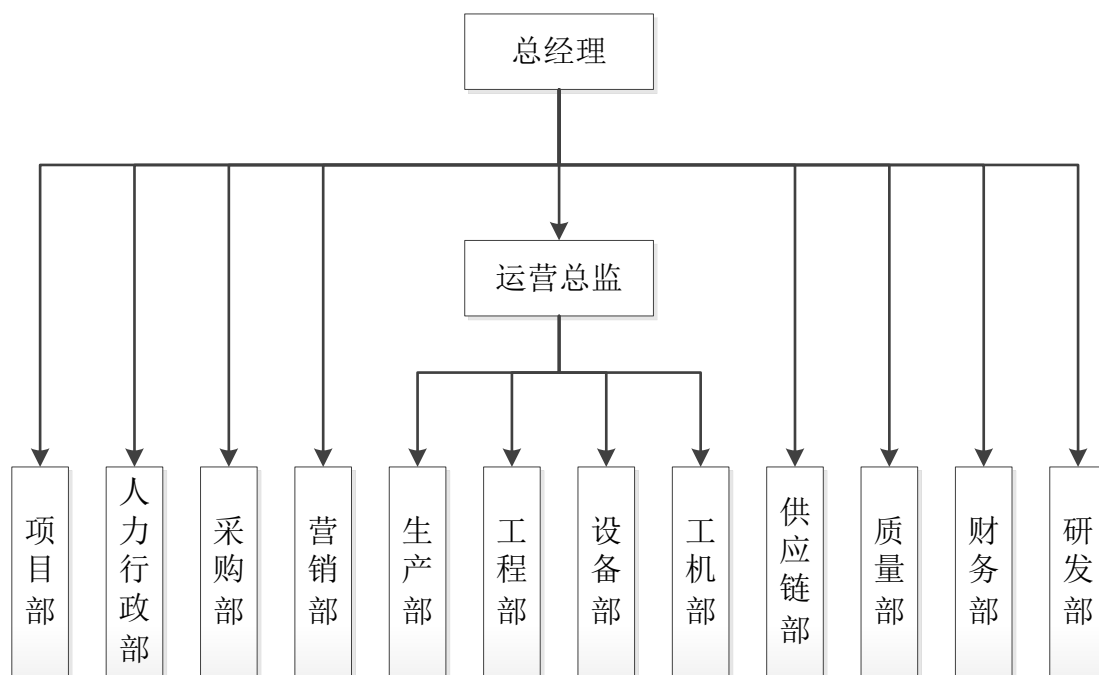 总经理
运营总监
项目部
人力行政部
采购部
营销部
生产部
工程部
设备部
工机部
供应链部
质量部
财务部
研发部